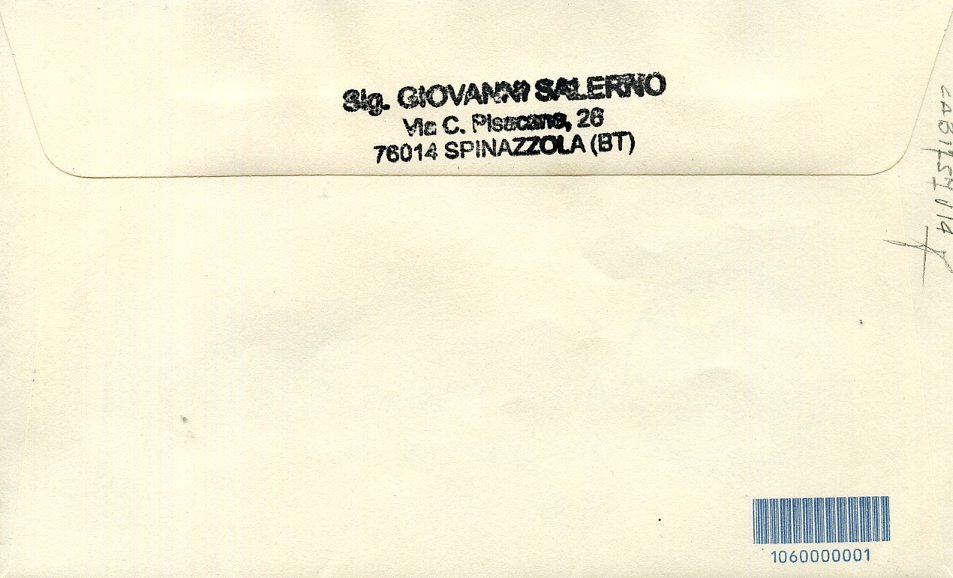 Sig. GIOVANNI SALERNO
Via C. Pisacane, 26
76014 SPINAZZOLA (BT)
1060000001